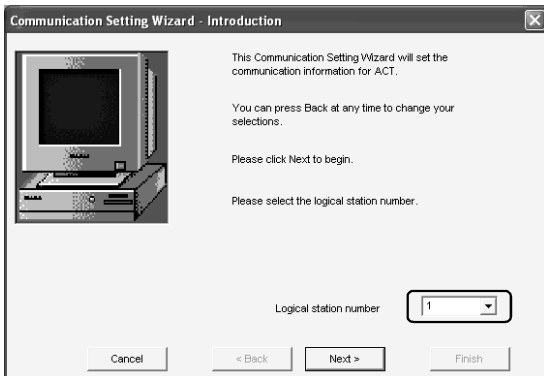 Communication Setting Wizard - Introduction
This Communication Setting Wizard will set the
communication information for ACT.
You can press Back at any time to change your
selections.
Please click Next to begin.
Please select the logical station number.
Logical station number
1
Cancel
< Back
Next >
Finish